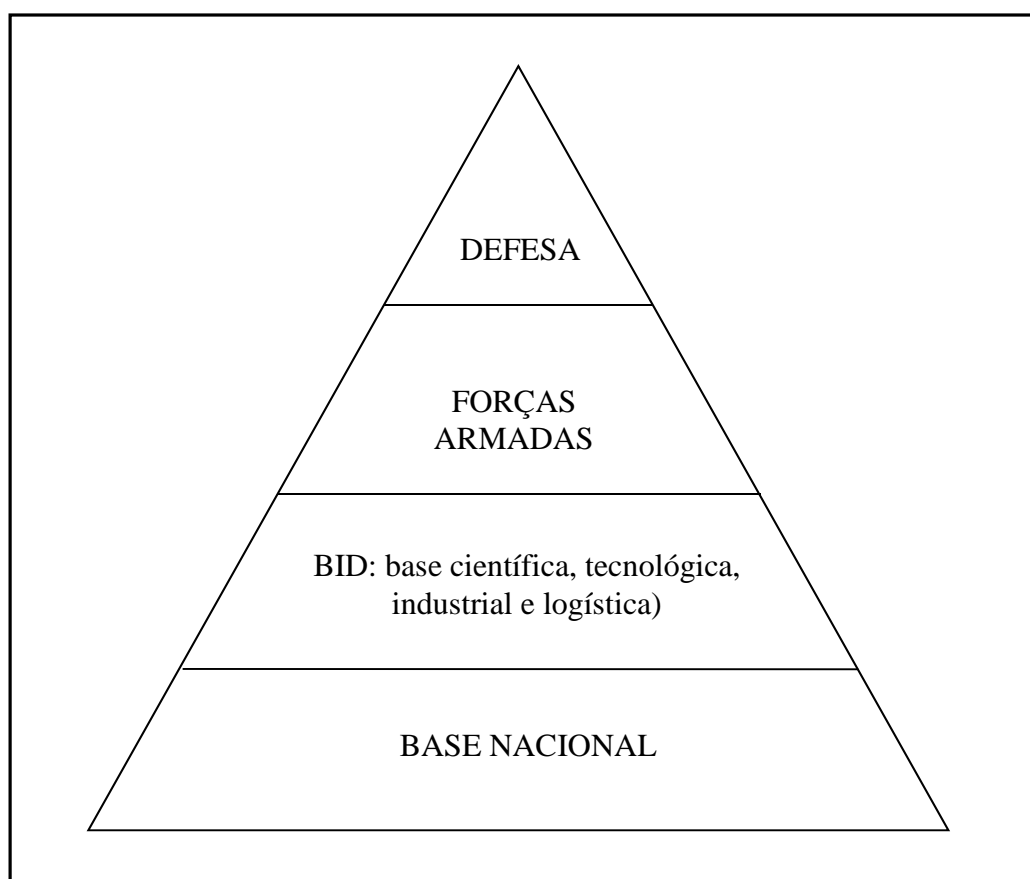 DEFESA
FORÇAS
ARMADAS
BID: base científica, tecnológica,
industrial e logística)
BASE NACIONAL